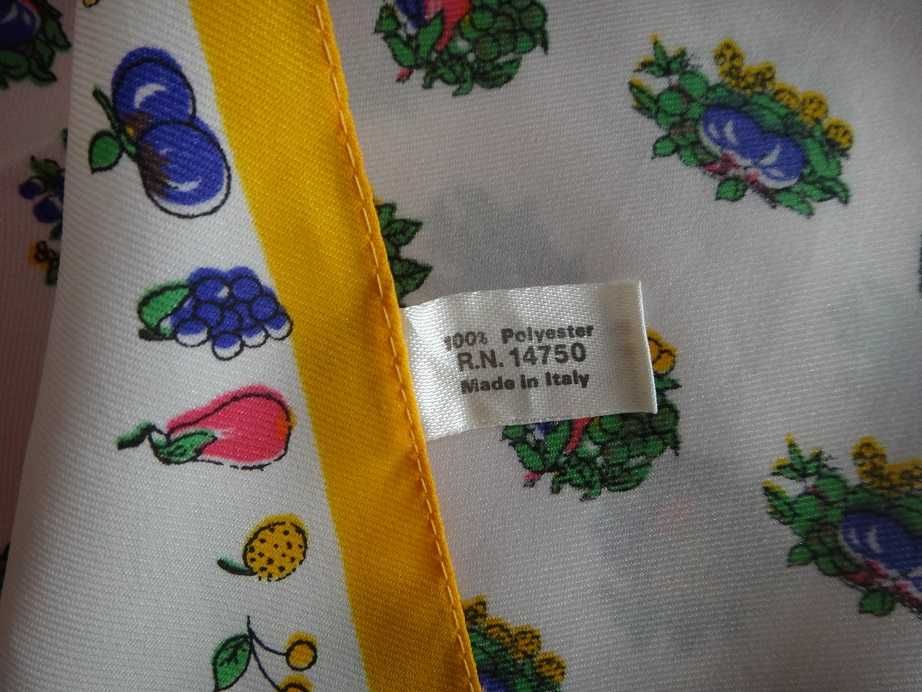 100% Polyester
R.N. 14750
Made in Italy